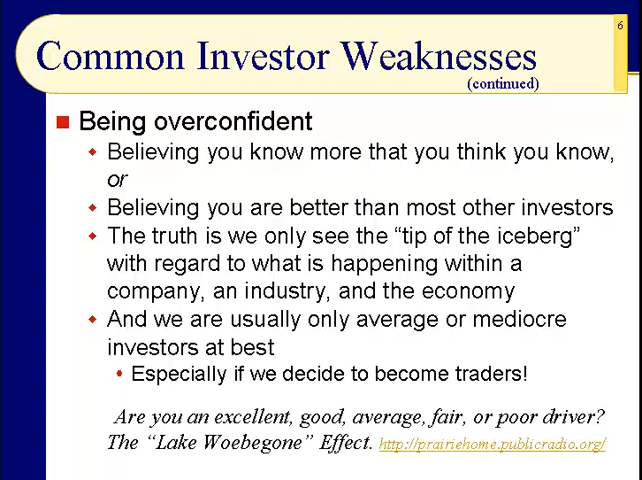 6
Common Investor Weaknesses
(continued)
Being overconfident
Believing you know more that you think you know,
or
Believing you are better than most other investors
The truth is we only see the “tip of the iceberg”
with regard to what is happening within a
company, an industry, and the economy
And we are usually only average or mediocre
investors at best
Especially if we decide to become traders!
Are you an excellent, good, average, fair, or poor driver?
The “Lake Woebegone” Effect. http://prairiehome.publicradio.org/